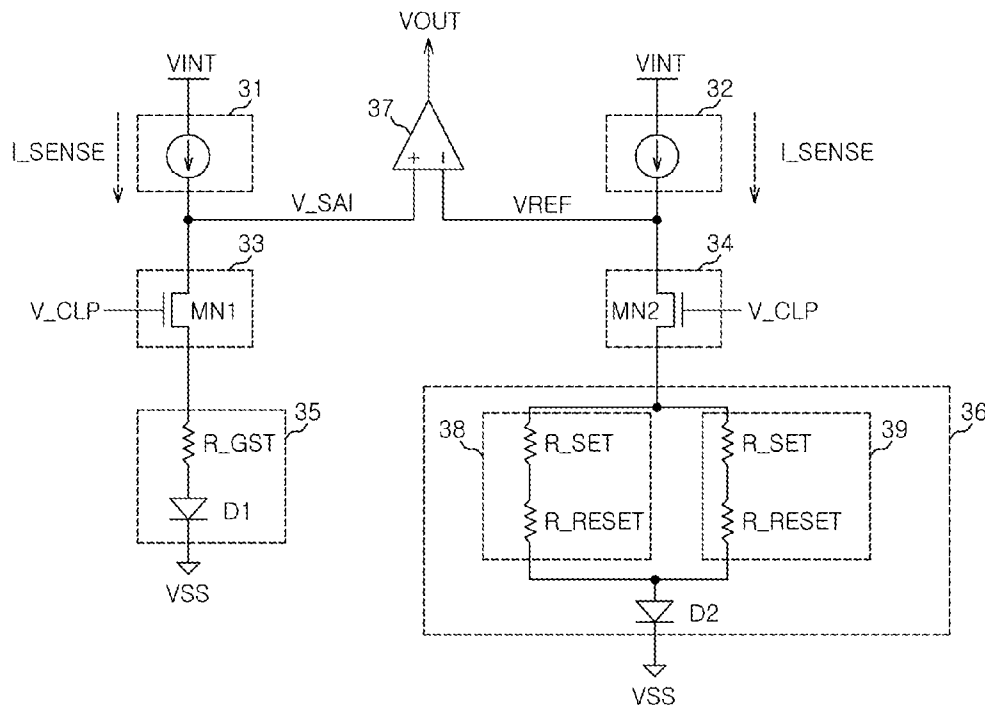 VOUT
VINT
31
37
VINT
32
I_SENSE
+
−
I_SENSE
V_SAI
VREF
33
34
V_CLP
MN1
MN2
V_CLP
35
36
R_GST
38
R_SET
R_SET
39
D1
R_RESET
R_RESET
VSS
D2
VSS